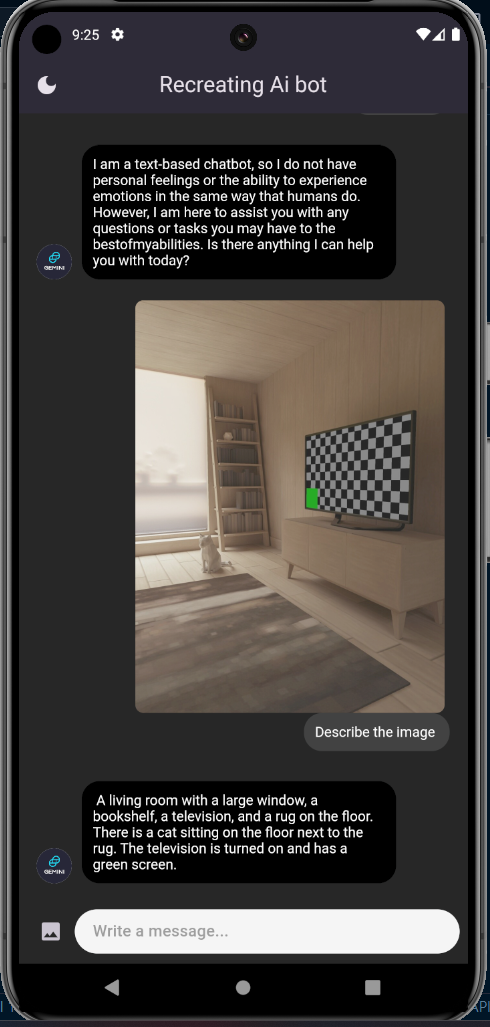 9:25
Recreating Ai bot
I am a text-based chatbot, so I do not have
personal feelings or the ability to experience
emotions in the same way that humans do.
However, I am here to assist you with any
questions or tasks you may have to the
bestofmyabilities. Is there anything I can help
you with today?
GEMINI
Describe the image
A living room with a large window, a
bookshelf, a television, and a rug on the floor.
There is a cat sitting on the floor next to the
rug. The television is turned on and has a
green screen.
GEMINI
Write a message...